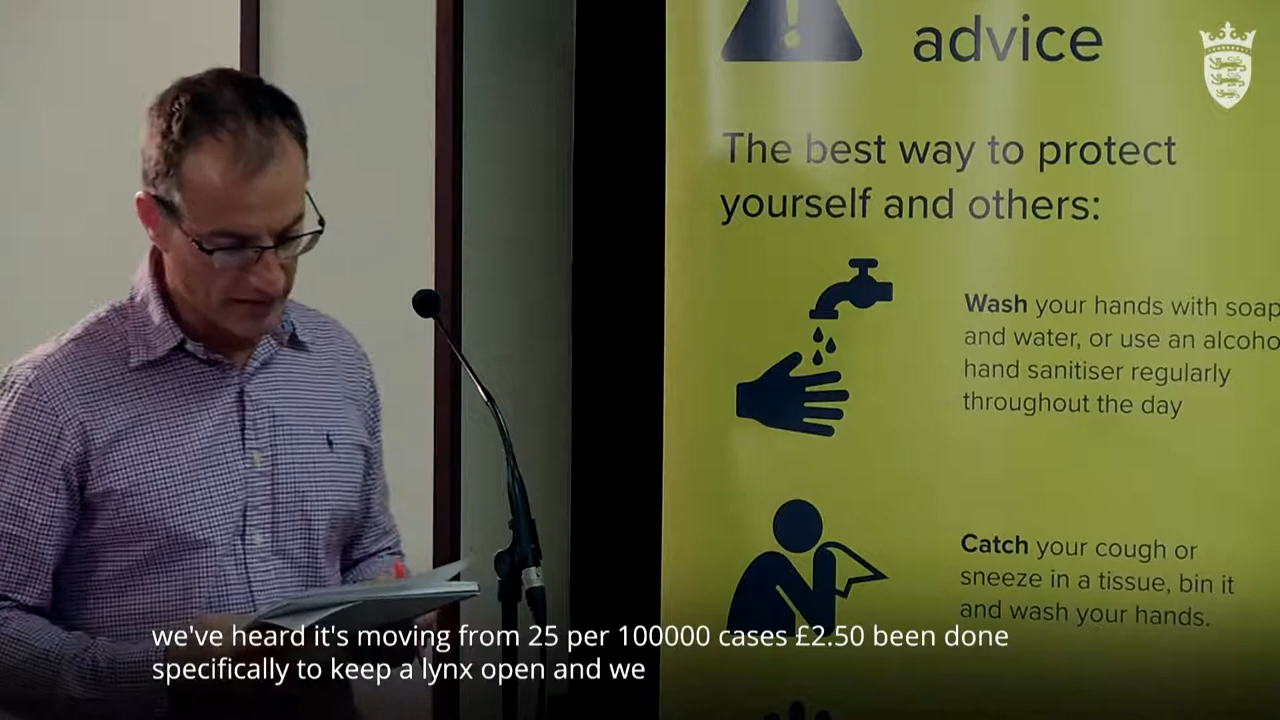 advice
The best way to protect
yourself and others:
Wash your hands with soap
and water, or use an alcoho
hand sanitiser regularly
throughout the day
Catch your cough or
sneeze in a tissue, bin it
and wash your hands.
we've heard it's moving from 25 per 100000 cases £2.50 been done
specifically to keep a lynx open and we